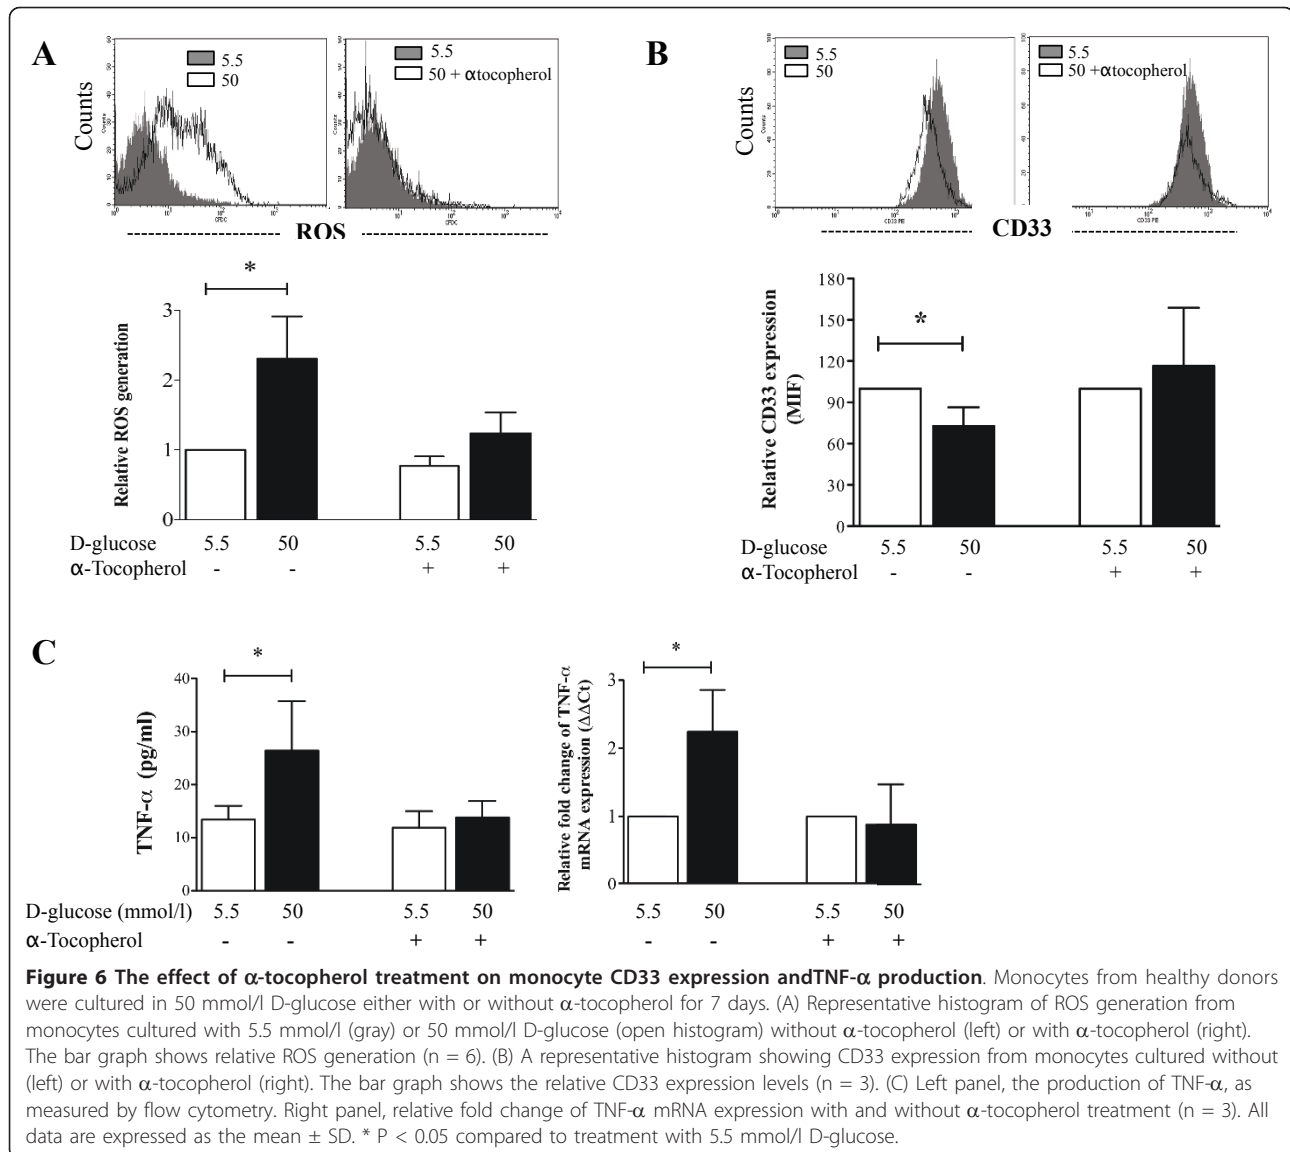 A
5.5
50
5.5
50 + αtocopherol
Counts
ROS
*
Relative ROS generation
3
2
1
0
D-glucose 5.5 50 5.5 50
α-Tocopherol - - + +
B
5.5
50
5.5
50 +αtocopherol
Counts
CD33
*
Relative CD33 expression
(MIF)
180
150
120
90
60
30
0
D-glucose 5.5 50 5.5 50
α-Tocopherol - - + +
C
*
TNF-α (pg/ml)
40
30
20
10
0
*
Relative fold change of TNF-α
mRNA expression (ΔΔCt)
3
2
1
0
D-glucose (mmol/l) 5.5 50 5.5 50 5.5 50 5.5 50
α-Tocopherol - - + + - - + +
Figure 6 The effect of α-tocopherol treatment on monocyte CD33 expression andTNF-α production. Monocytes from healthy donors
were cultured in 50 mmol/l D-glucose either with or without α-tocopherol for 7 days. (A) Representative histogram of ROS generation from
monocytes cultured with 5.5 mmol/l (gray) or 50 mmol/l D-glucose (open histogram) without α-tocopherol (left) or with α-tocopherol (right).
The bar graph shows relative ROS generation (n = 6). (B) A representative histogram showing CD33 expression from monocytes cultured without
(left) or with α-tocopherol (right). The bar graph shows the relative CD33 expression levels (n = 3). (C) Left panel, the production of TNF-α, as
measured by flow cytometry. Right panel, relative fold change of TNF-α mRNA expression with and without α-tocopherol treatment (n = 3). All
data are expressed as the mean ± SD. * P < 0.05 compared to treatment with 5.5 mmol/l D-glucose.